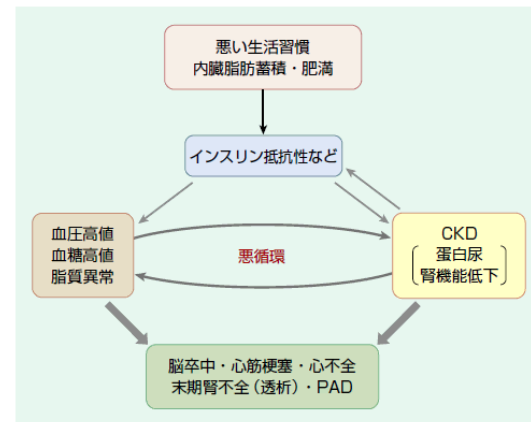 悪い生活習慣
内臓脂肪蓄積・肥満
インスリン抵抗性など
血圧高値
血糖高値
脂質異常
悪循環
CKD
蛋白尿
腎機能低下
脳卒中・心筋梗塞・心不全
末期腎不全(透析)・PAD